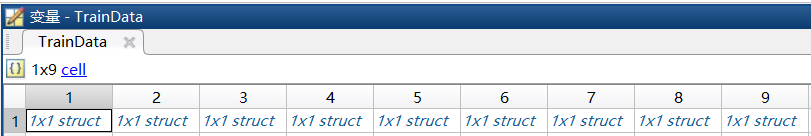 变量 - TrainData
TrainData
{} 1x9 cell
1 2 3 4 5 6 7 8 9
1 1x1 struct 1x1 struct 1x1 struct 1x1 struct 1x1 struct 1x1 struct 1x1 struct 1x1 struct 1x1 struct